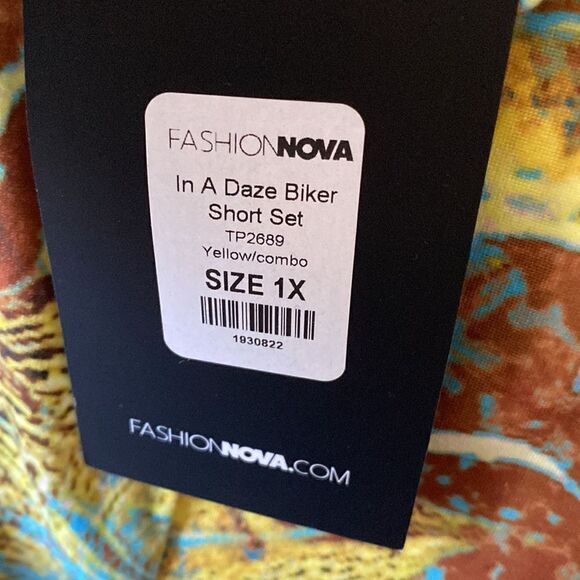 FASHIONNOVA
In A Daze Biker
Short Set
TP2689
Yellow/combo
SIZE 1X
1930822
FASHIONNOVA.COM